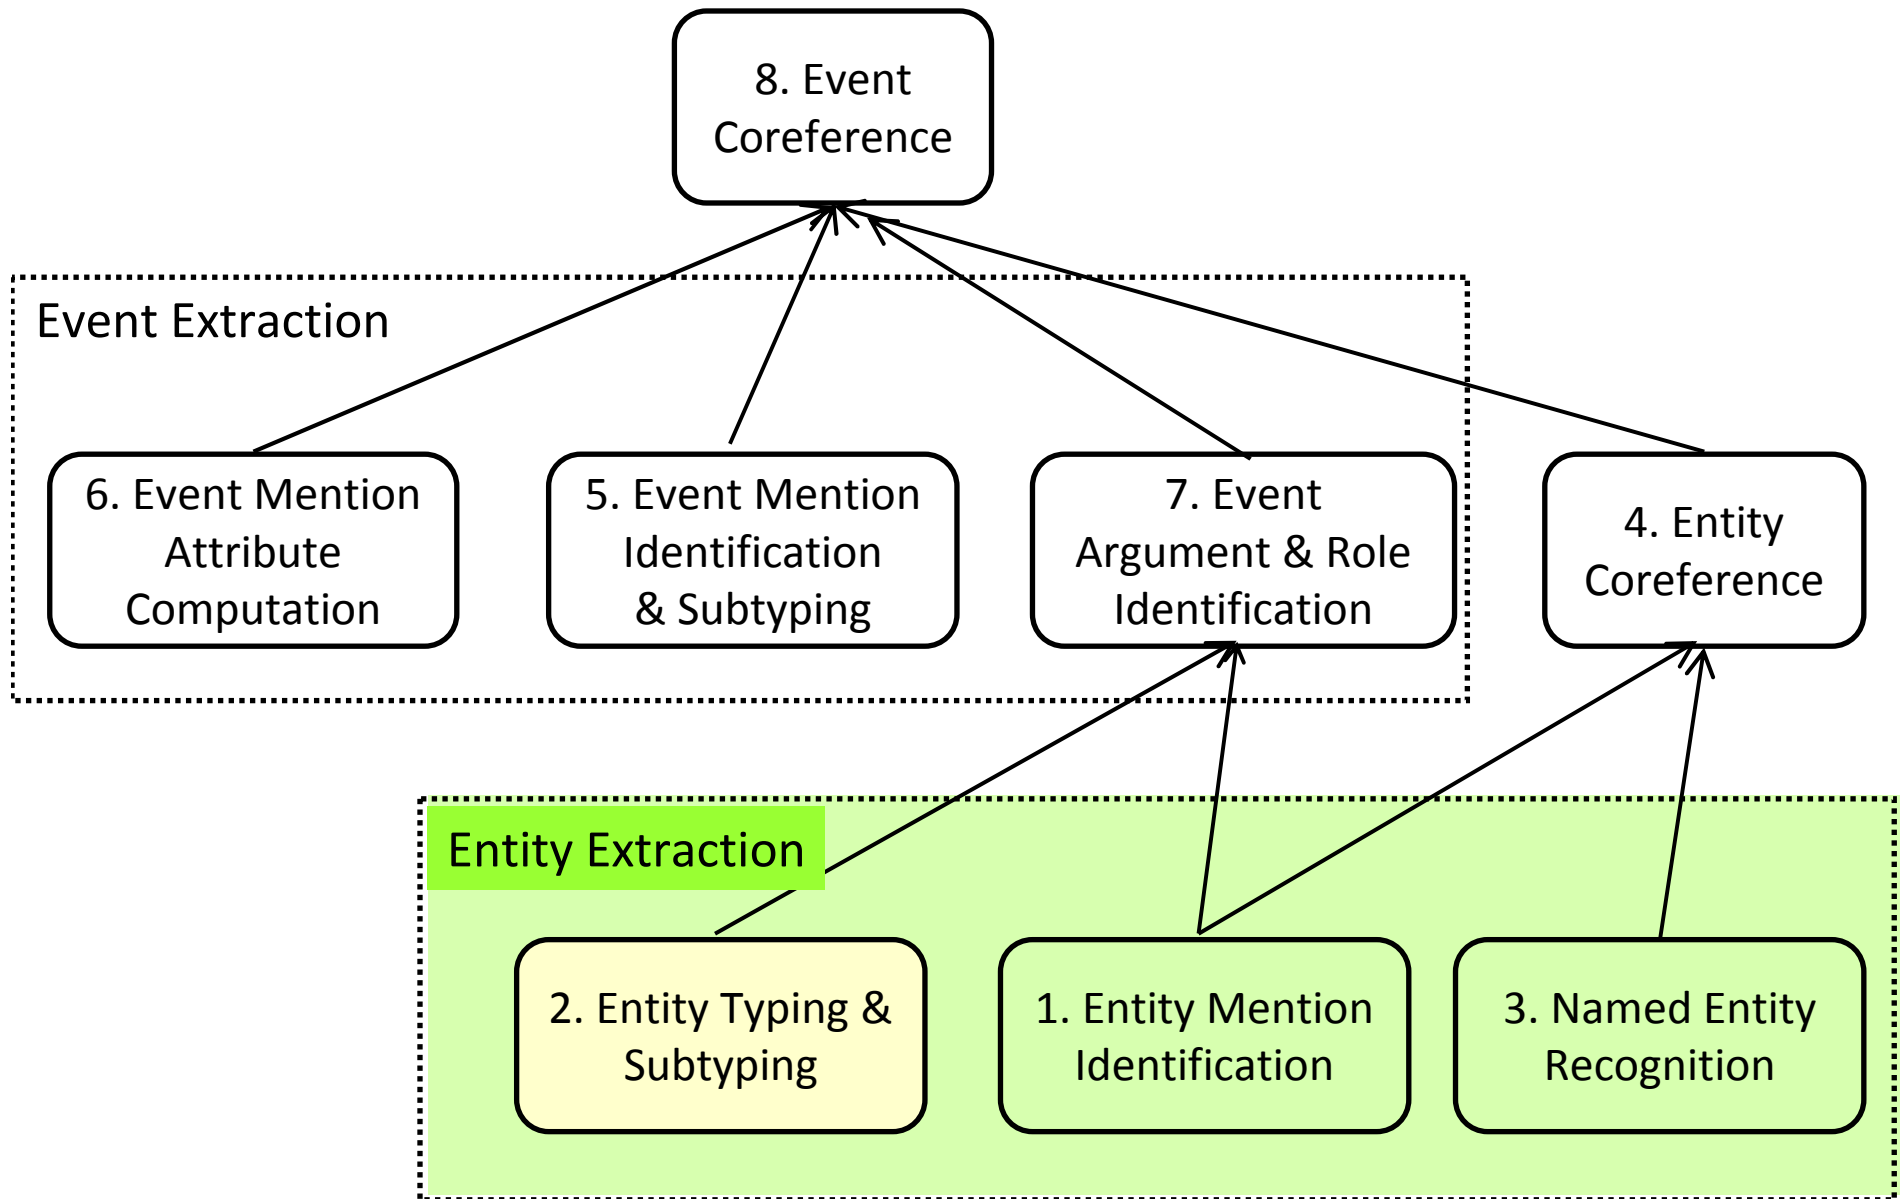 8. Event
Coreference
Event Extraction
6. Event Mention
Attribute
Computation
5. Event Mention
Identification
& Subtyping
7. Event
Argument & Role
Identification
4. Entity
Coreference
Entity Extraction
2. Entity Typing &
Subtyping
1. Entity Mention
Identification
3. Named Entity
Recognition